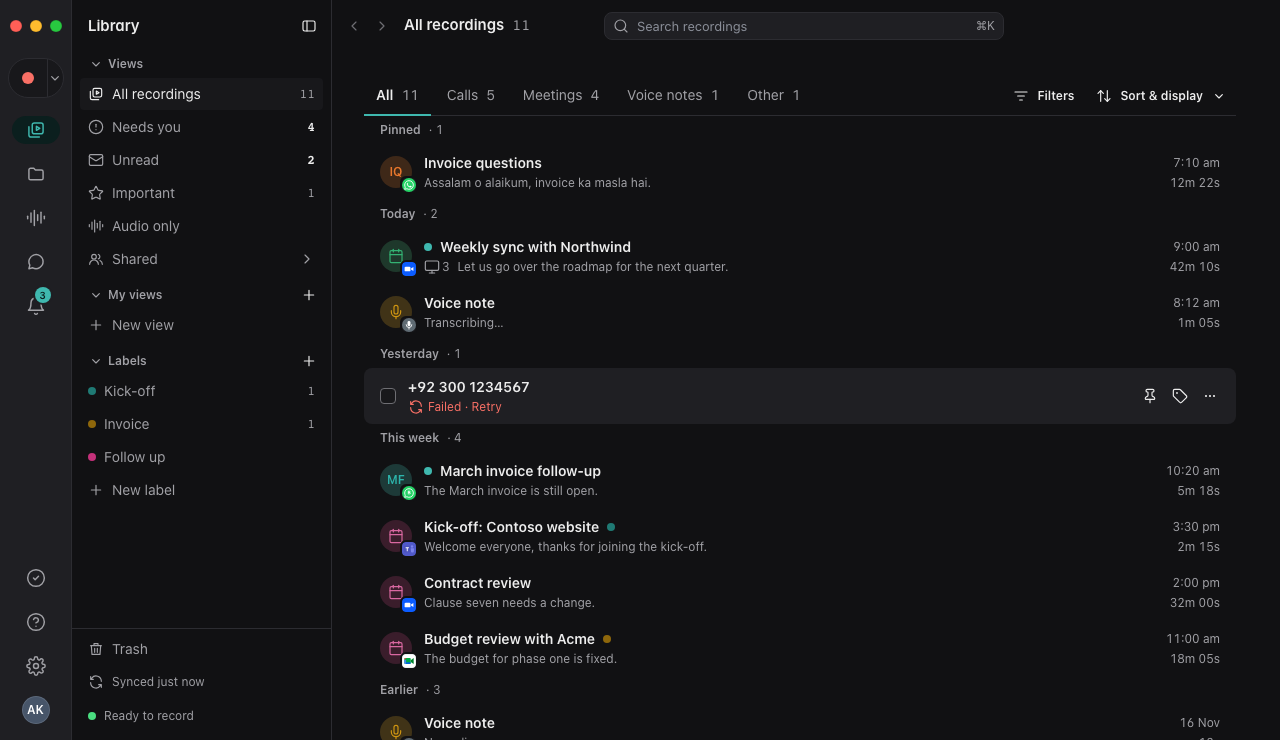 Library
Views
All recordings 11
Needs you 4
Unread 2
Important 1
Audio only
Shared
My views
New view
Labels
Kick-off 1
Invoice 1
Follow up
New label
Trash
Synced just now
Ready to record
3
AK
All recordings 11
Search recordings ⌘K
All 11 Calls 5 Meetings 4 Voice notes 1 Other 1
Filters Sort & display
Pinned · 1
IQ
Invoice questions 7:10 am
Assalam o alaikum, invoice ka masla hai. 12m 22s
Today · 2
Weekly sync with Northwind 9:00 am
3 Let us go over the roadmap for the next quarter. 42m 10s
Voice note 8:12 am
Transcribing... 1m 05s
Yesterday · 1
+92 300 1234567
Failed · Retry
This week · 4
MF
March invoice follow-up 10:20 am
The March invoice is still open. 5m 18s
Kick-off: Contoso website 3:30 pm
Welcome everyone, thanks for joining the kick-off. 2m 15s
Contract review 2:00 pm
Clause seven needs a change. 32m 00s
Budget review with Acme 11:00 am
The budget for phase one is fixed. 18m 05s
Earlier · 3
Voice note 16 Nov